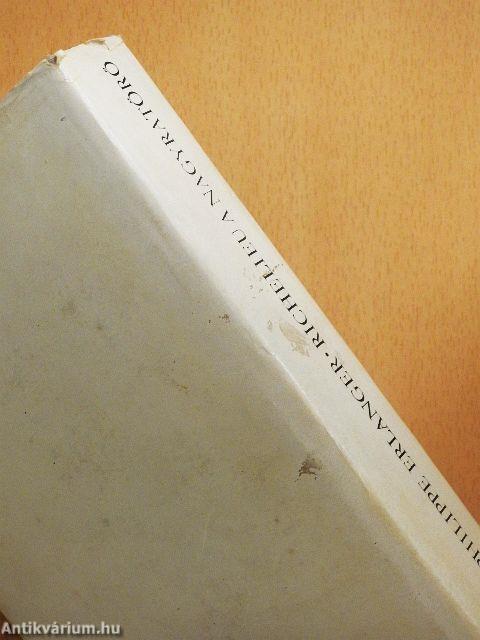 PHILIPPE ERLANGER · RICHELIEU A NAGYRATÖRŐ
Antikvárium.hu